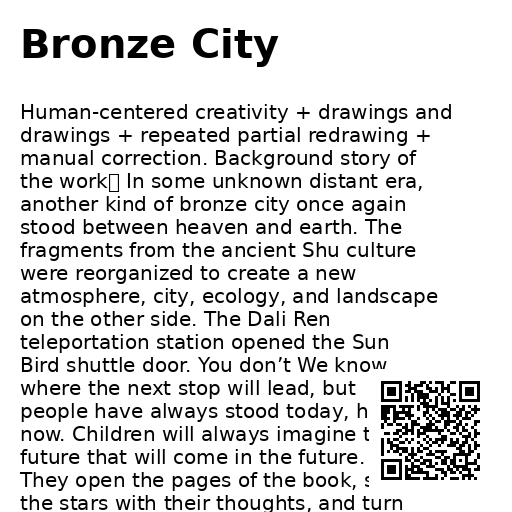 Bronze City
Human-centered creativity + drawings and
drawings + repeated partial redrawing +
manual correction. Background story of
the work In some unknown distant era,
another kind of bronze city once again
stood between heaven and earth. The
fragments from the ancient Shu culture
were reorganized to create a new
atmosphere, city, ecology, and landscape
on the other side. The Dali Ren
teleportation station opened the Sun
Bird shuttle door. You don’t We know
where the next stop will lead, but
people have always stood today,
now. Children will always imagine
future that will come in the future.
They open the pages of the book,
the stars with their thoughts, and turn